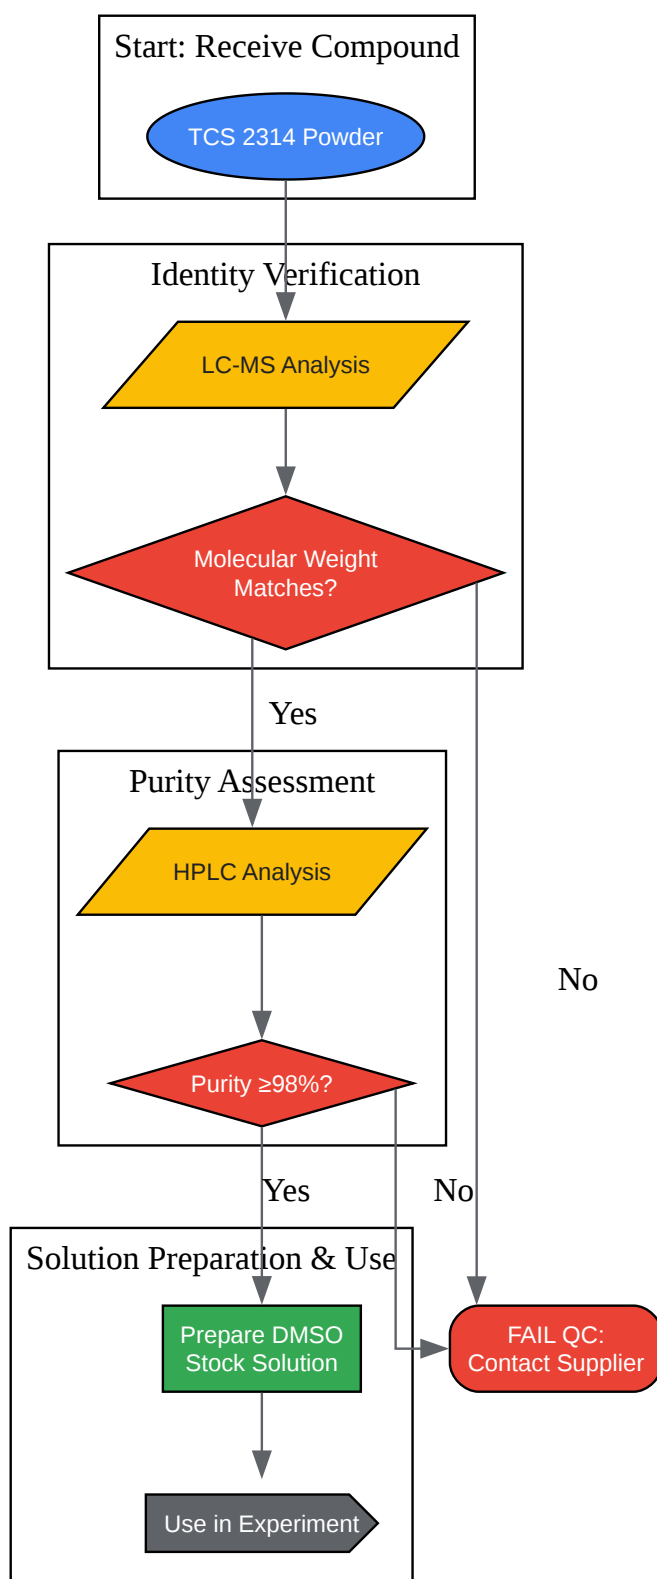 Start: Receive Compound
TCS 2314 Powder
Identity Verification
LC-MS Analysis
Molecular Weight
Matches?
Yes
Purity Assessment
HPLC Analysis
No
Purity ≥98%?
Yes
No
Solution Preparation & Use
Prepare DMSO
Stock Solution
FAIL QC:
Contact Supplier
Use in Experiment